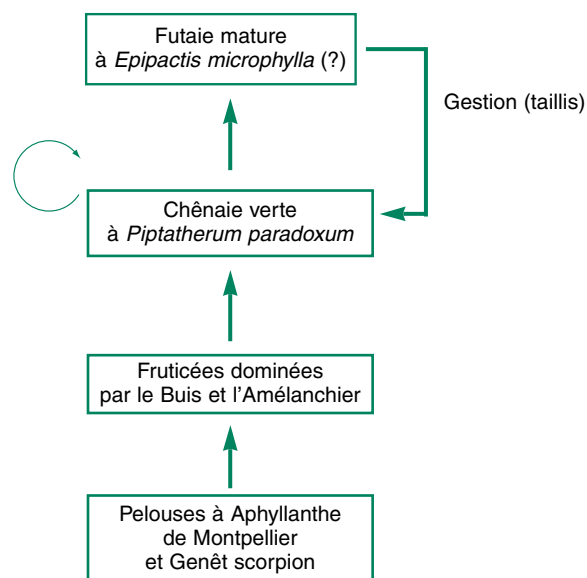 Futaie mature
à Epipactis microphylla (?)
Gestion (taillis)
Chênaie verte
à Piptatherum paradoxum
Fruticées dominées
par le Buis et l'Amélanchier
Pelouses à Aphyllanthe
de Montpellier
et Genêt scorpion